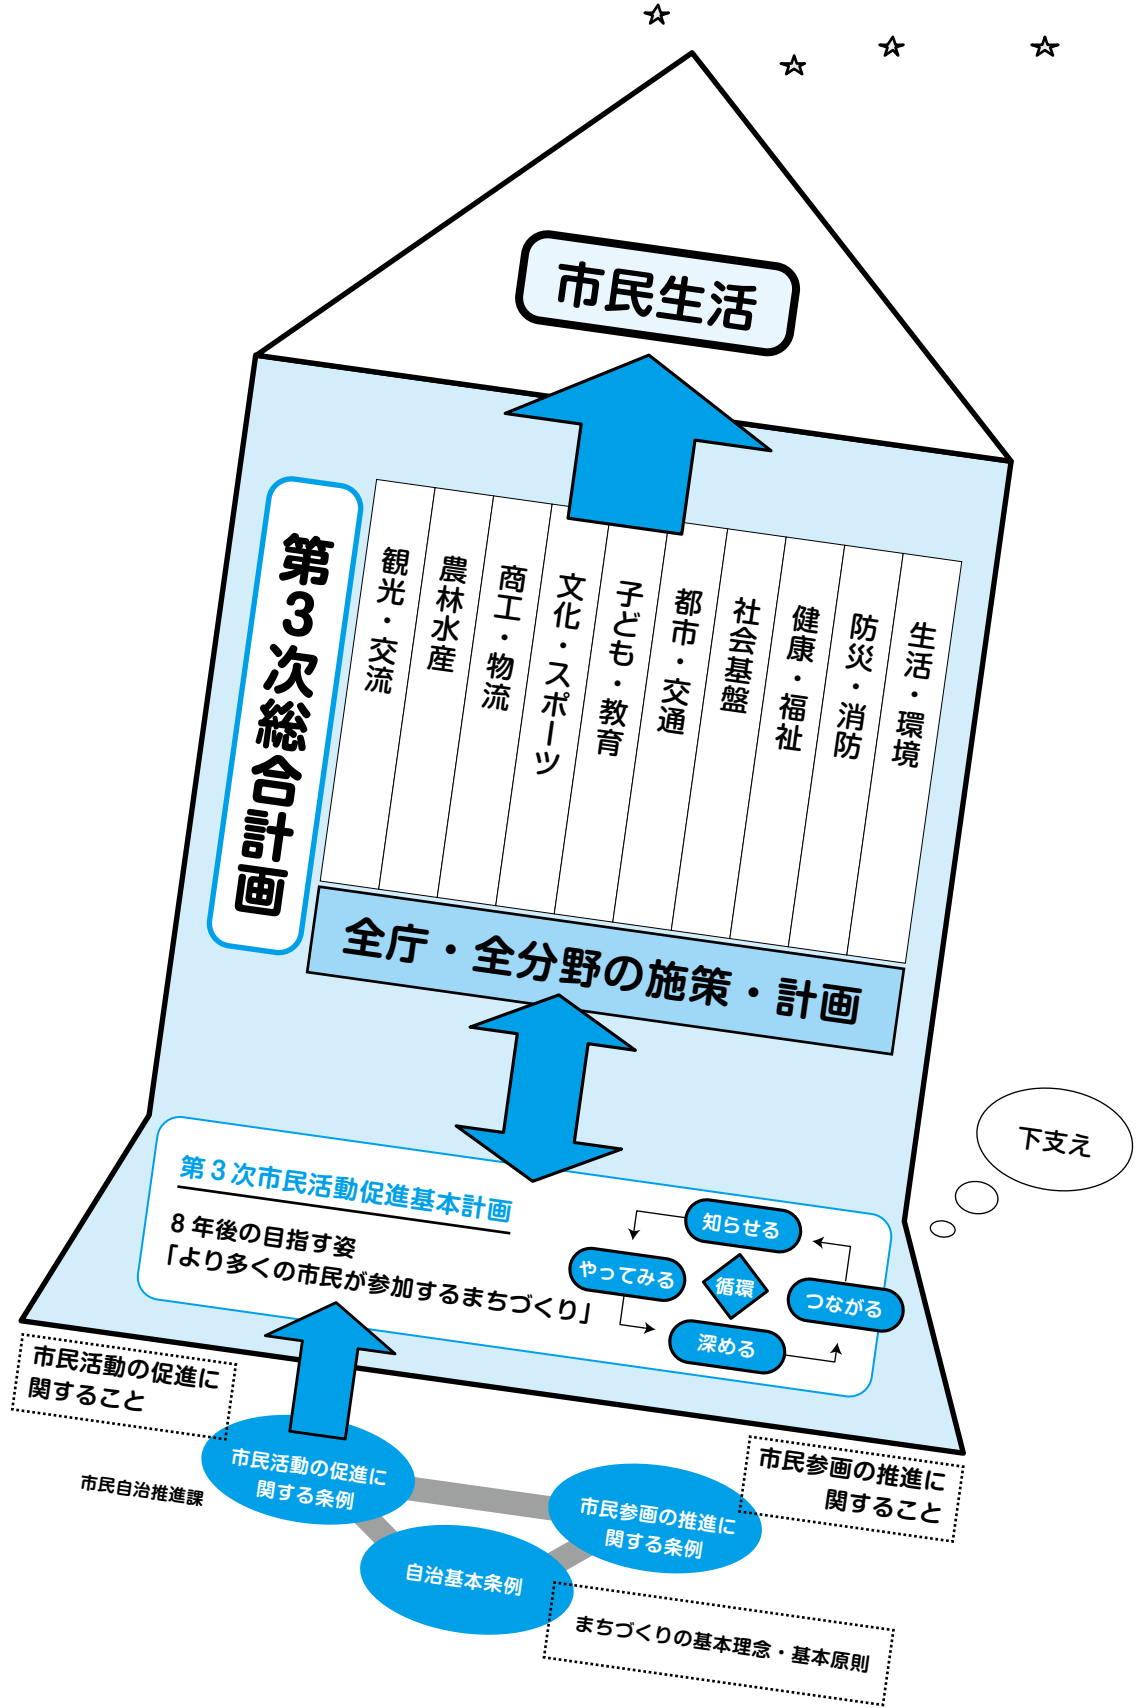 市民生活
第3次総合計画
観光・交流
農林水産
商工・物流
文化・スポーツ
子ども・教育
都市・交通
社会基盤
健康・福祉
防災・消防
生活・環境
全庁・全分野の施策・計画
下支え
第3次市民活動促進基本計画
8年後の目指す姿
「より多くの市民が参加するまちづくり」
知らせる
やってみる
循環
つながる
深める
市民活動の促進に
関すること
市民活動の促進に
関する条例
市民自治推進課
市民参画の推進に
関すること
市民参画の推進に
関する条例
自治基本条例
まちづくりの基本理念・基本原則